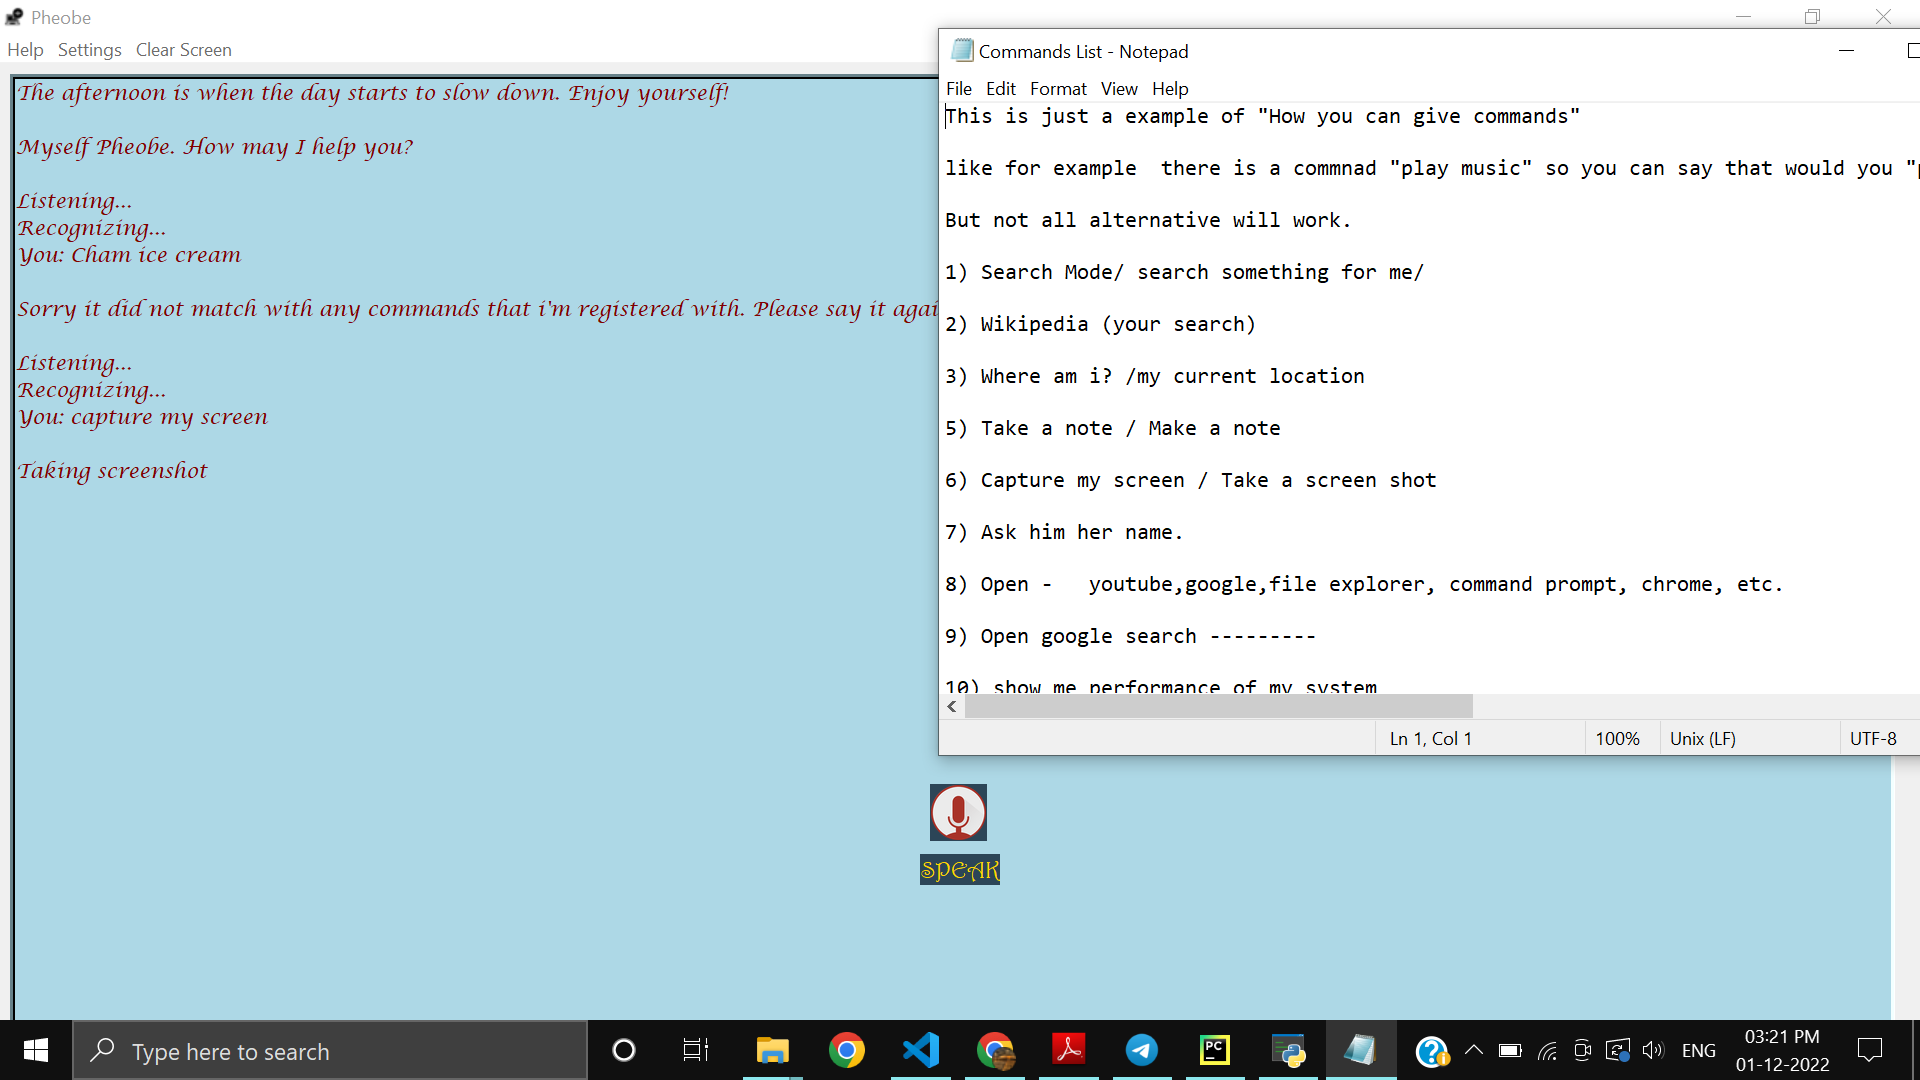 Pheobe
Help Settings Clear Screen
The afternoon is when the day starts to slow down. Enjoy yourself!
Myself Pheobe. How may I help you?
Listening...
Recognizing...
You: Cham ice cream
Sorry it did not match with any commands that i'm registered with. Please say it agai
Listening...
Recognizing...
You: capture my screen
Taking screenshot
Commands List - Notepad
File Edit Format View Help
This is just a example of "How you can give commands"
like for example  there is a commnad "play music" so you can say that would you "p
But not all alternative will work.
1) Search Mode/ search something for me/
2) Wikipedia (your search)
3) Where am i? /my current location
5) Take a note / Make a note
6) Capture my screen / Take a screen shot
7) Ask him her name.
8) Open -   youtube,google,file explorer, command prompt, chrome, etc.
9) Open google search ---------
10) show me performance of my system
Ln 1, Col 1 100% Unix (LF) UTF-8
SPEAK
Type here to search
PC
ENG
03:21 PM
01-12-2022